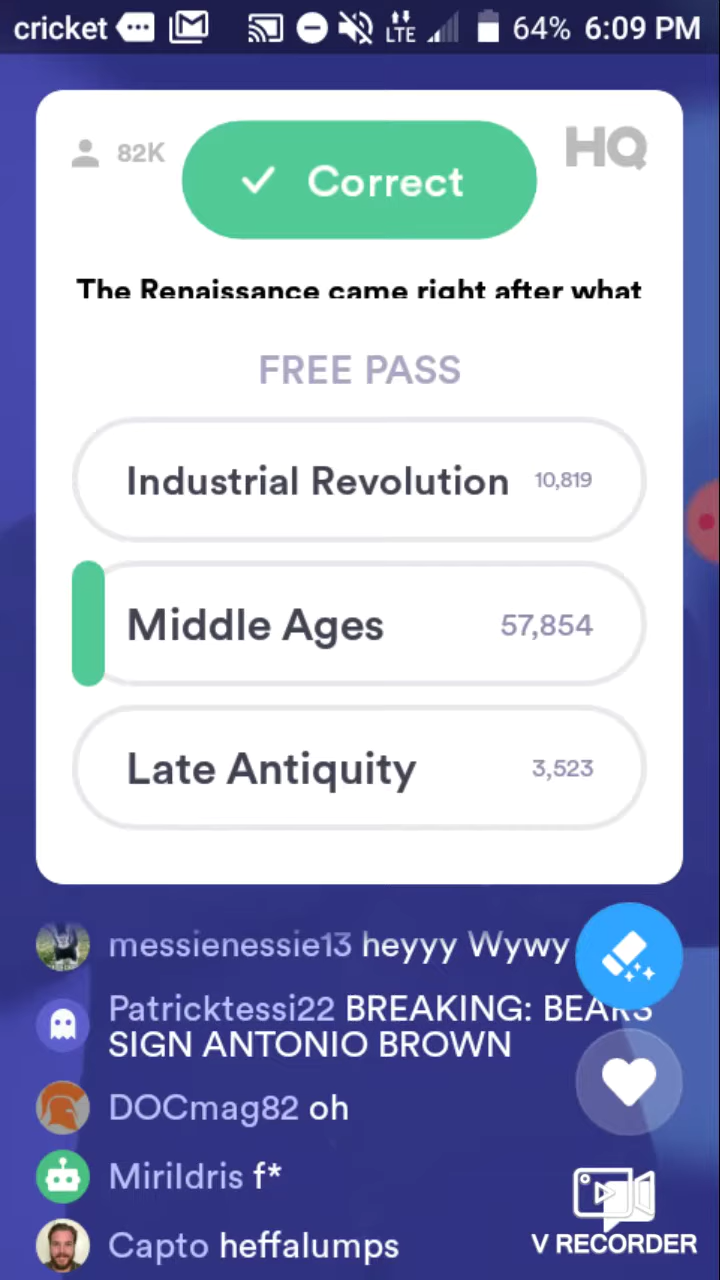 cricket LTE 64% 6:09 PM
82K ✓ Correct HQ
The Renaissance came right after what
FREE PASS
Industrial Revolution 10,819
Middle Ages 57,854
Late Antiquity 3,523
messienessie13 heyyy Wywy
Patricktessi22 BREAKING: BEARS
SIGN ANTONIO BROWN
DOCmag82 oh
Mirildris f*
Capto heffalumps
V RECORDER